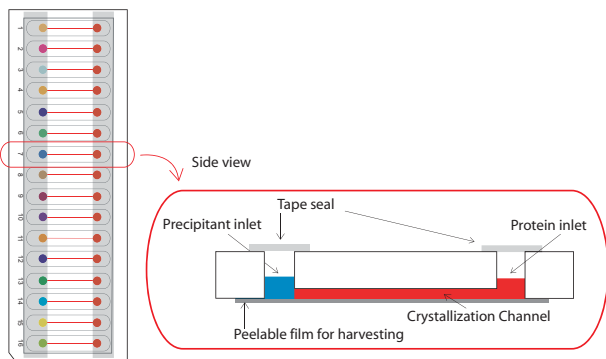 1
2
3
4
5
6
7
8
9
10
11
12
13
14
15
16
Side view
Tape seal
Precipitant inlet
Protein inlet
Crystallization Channel
Peelable film for harvesting